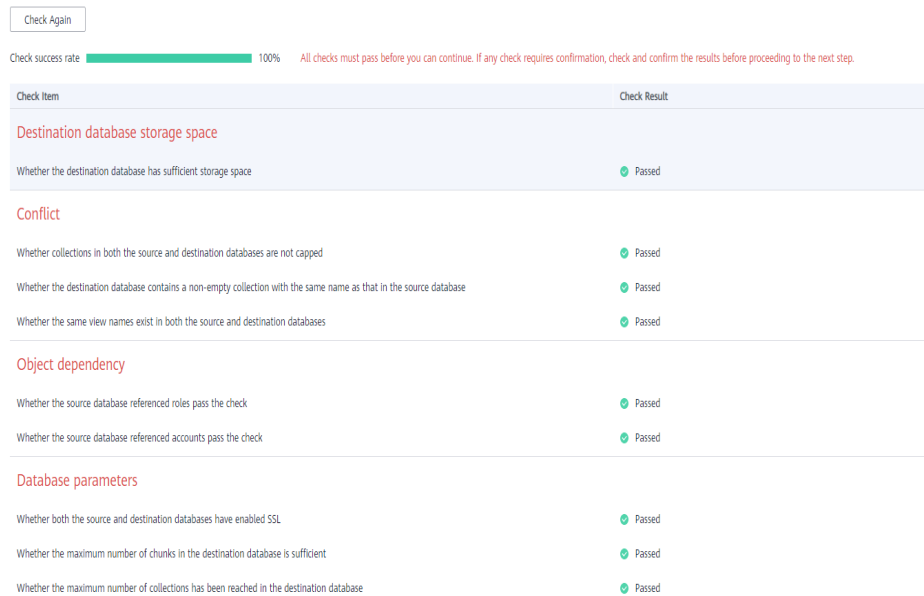 Check Again
Check success rate 100% All checks must pass before you can continue. If any check requires confirmation, check and confirm the results before proceeding to the next step.
Check Item Check Result
Destination database storage space
Whether the destination database has sufficient storage space Passed
Conflict
Whether collections in both the source and destination databases are not capped Passed
Whether the destination database contains a non-empty collection with the same name as that in the source database Passed
Whether the same view names exist in both the source and destination databases Passed
Object dependency
Whether the source database referenced roles pass the check Passed
Whether the source database referenced accounts pass the check Passed
Database parameters
Whether both the source and destination databases have enabled SSL Passed
Whether the maximum number of chunks in the destination database is sufficient Passed
Whether the maximum number of collections has been reached in the destination database Passed